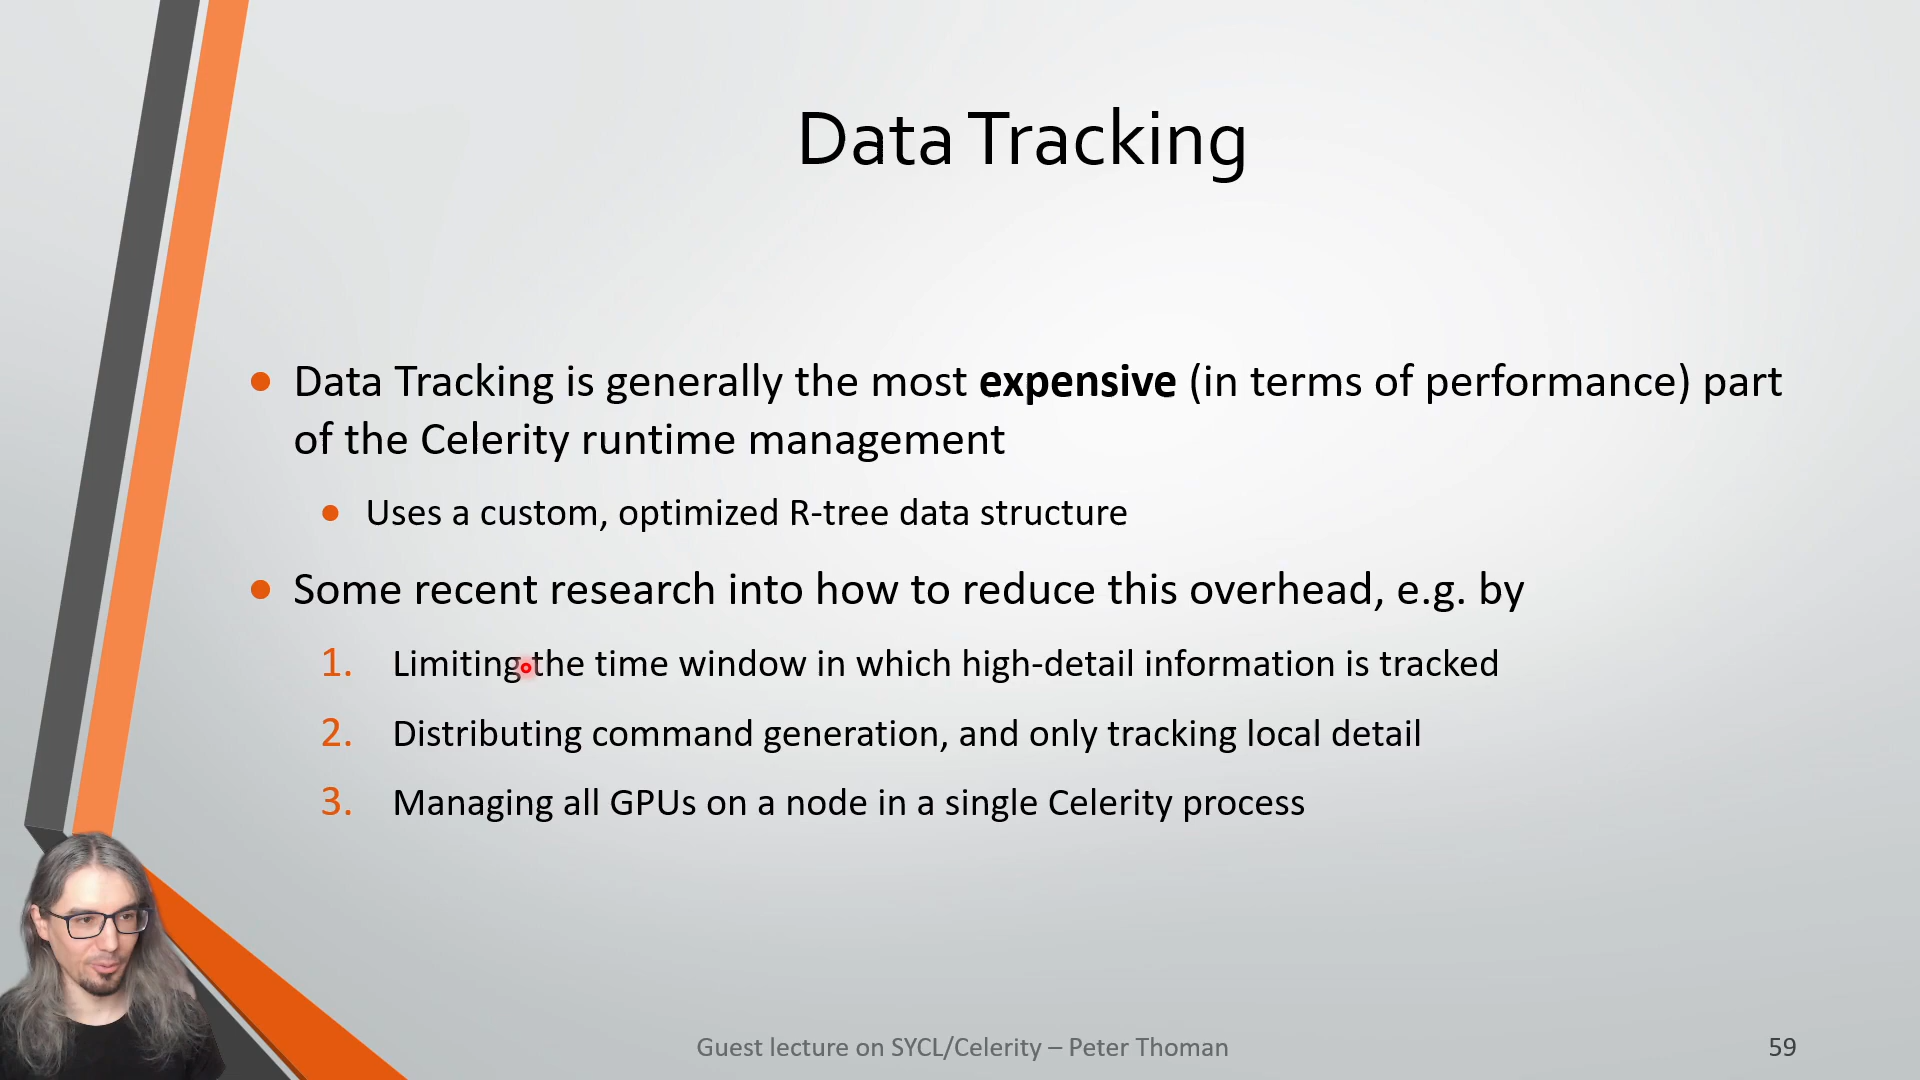 Data Tracking
Data Tracking is generally the most expensive (in terms of performance) part
of the Celerity runtime management
Uses a custom, optimized R-tree data structure
Some recent research into how to reduce this overhead, e.g. by
1. Limiting the time window in which high-detail information is tracked
2. Distributing command generation, and only tracking local detail
3. Managing all GPUs on a node in a single Celerity process
Guest lecture on SYCL/Celerity – Peter Thoman
59